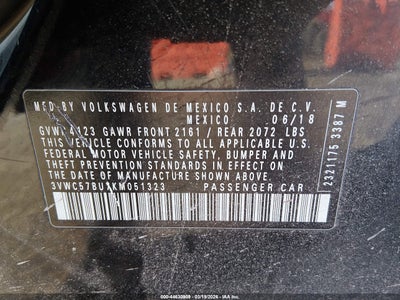 MFD. BY VOLKSWAGEN DE MEXICO S.A. DE C.V.
MEXICO 06/18
GVWR 4123 GAWR FRONT 2161 / REAR 2072 LBS
THIS VEHICLE CONFORMS TO ALL APPLICABLE U.S.
FEDERAL MOTOR VEHICLE SAFETY, BUMPER AND
THEFT PREVENTION STANDARDS IN EFFECT ON
THE DATE OF MANUFACTURE SHOWN ABOVE.
PASSENGER CAR
2321175 3387 M